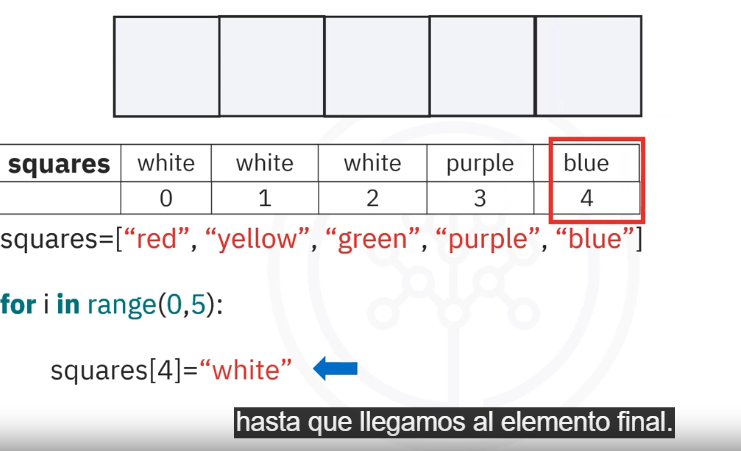 squares white white white purple blue
0 1 2 3 4
squares=[“red”, “yellow”, “green”, “purple”, “blue”]
for i in range(0,5):
squares[4]=“white”
hasta que llegamos al elemento final.